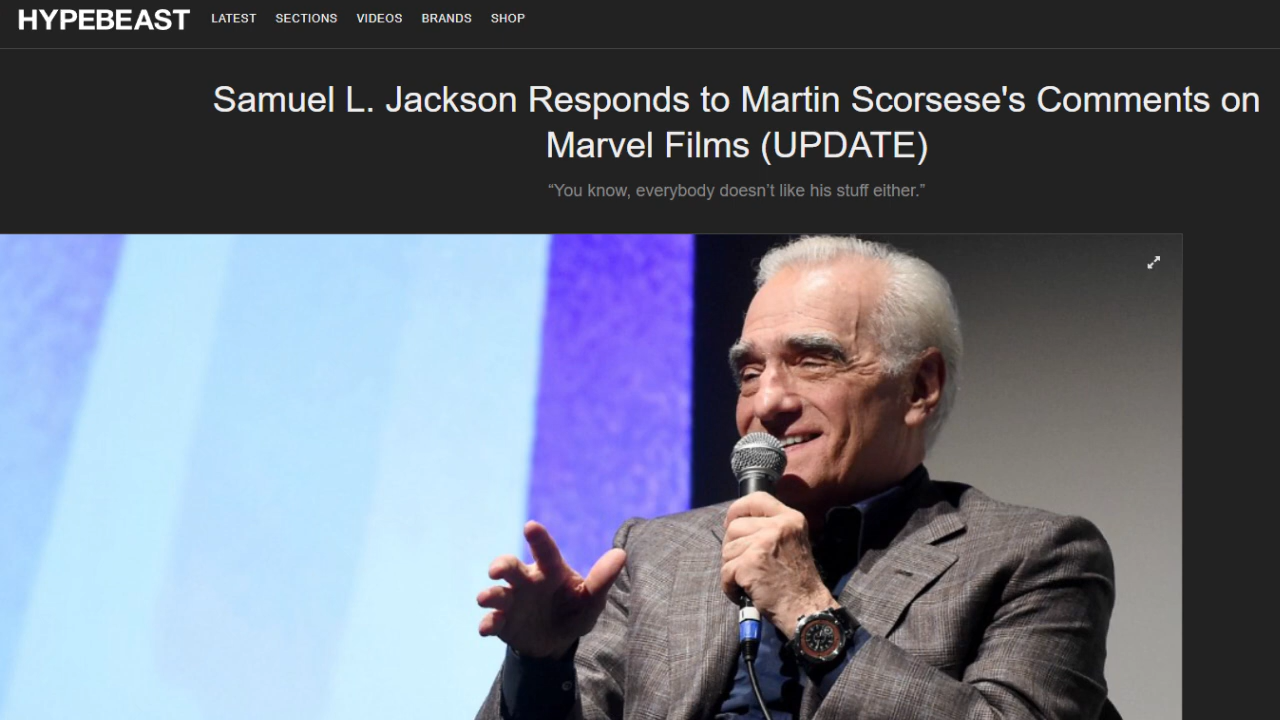 HYPEBEAST LATEST SECTIONS VIDEOS BRANDS SHOP
Samuel L. Jackson Responds to Martin Scorsese's Comments on
Marvel Films (UPDATE)
“You know, everybody doesn’t like his stuff either.”